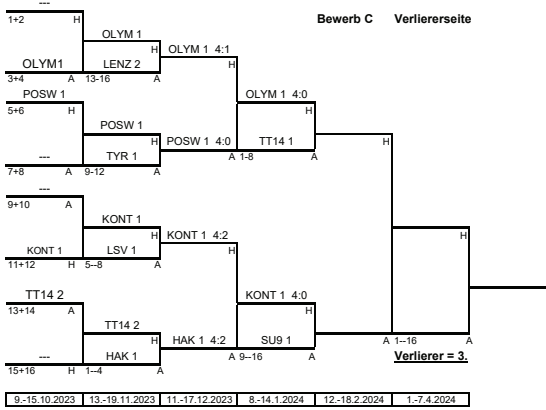 ---
Bewerb C Verliererseite
1+2 H
OLYM 1
H OLYM 1 4:1
OLYM1 LENZ 2
3+4 A 13-16 A H
POSW 1 OLYM 1 4:0
5+6 H H
POSW 1
H POSW 1 4:0 TT14 1 H
--- TYR 1 A 1-8 A
7+8 A 9-12 A
---
9+10 A
KONT 1
H KONT 1 4:2 H
KONT 1 LSV 1 H
11+12 H 5--8 A
TT14 2 KONT 1 4:0
13+14 A H
TT14 2
H HAK 1 4:2 SU9 1 A 1--16 A
--- HAK 1 A 9--16 A Verlierer = 3.
15+16 H 1--4 A
9.-15.10.2023 13.-19.11.2023 11.-17.12.2023 8.-14.1.2024 12.-18.2.2024 1.-7.4.2024